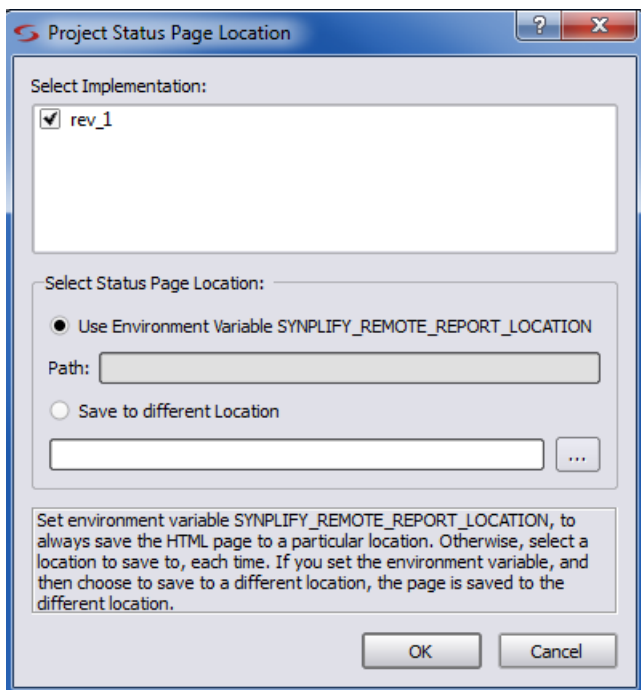 Project Status Page Location
?
X
Select Implementation:
rev_1
Select Status Page Location:
Use Environment Variable SYNPLIFY_REMOTE_REPORT_LOCATION
Path:
Save to different Location
...
Set environment variable SYNPLIFY_REMOTE_REPORT_LOCATION, to
always save the HTML page to a particular location. Otherwise, select a
location to save to, each time. If you set the environment variable, and
then choose to save to a different location, the page is saved to the
different location.
OK
Cancel